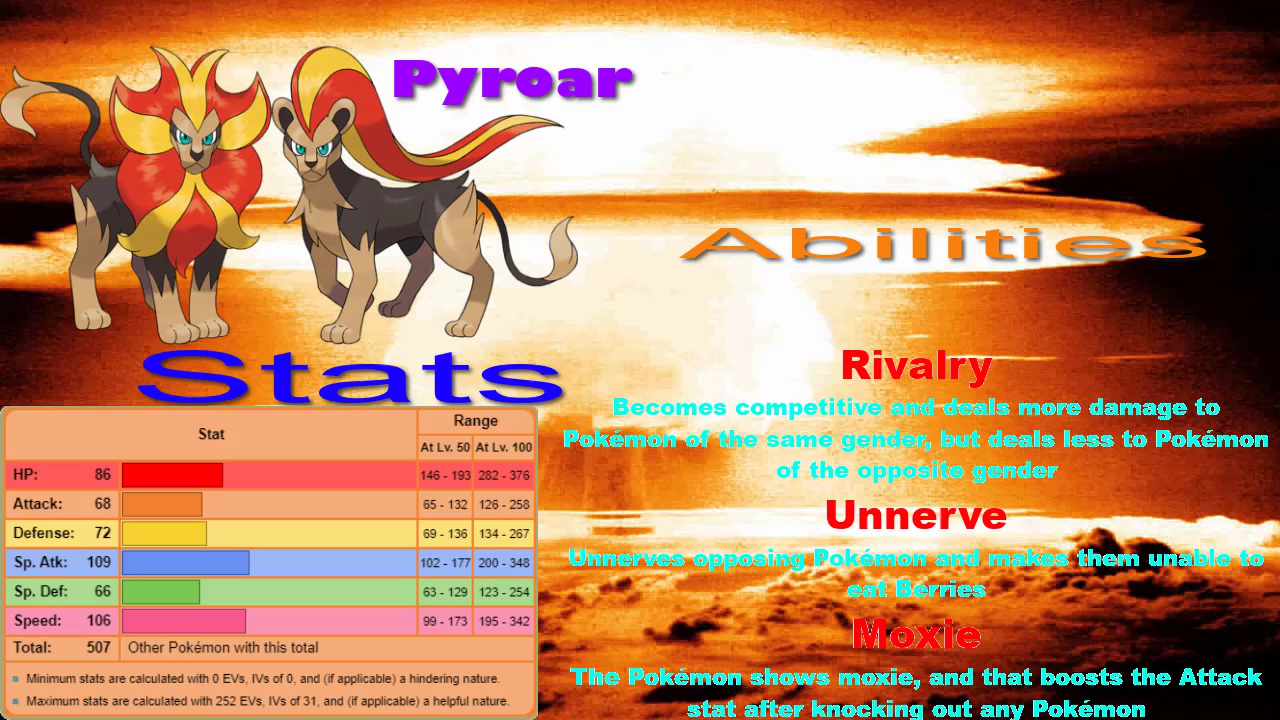 Pyroar
Abilities
Stats
Stat
Range
At Lv. 50 At Lv. 100
HP: 86 146 - 193 282 - 376
Attack: 68 65 - 132 126 - 258
Defense: 72 69 - 136 134 - 267
Sp. Atk: 109 102 - 177 200 - 348
Sp. Def: 66 63 - 129 123 - 254
Speed: 106 99 - 173 195 - 342
Total: 507 Other Pokémon with this total
Minimum stats are calculated with 0 EVs, IVs of 0, and (if applicable) a hindering nature.
Maximum stats are calculated with 252 EVs, IVs of 31, and (if applicable) a helpful nature.
Rivalry
Becomes competitive and deals more damage to
Pokémon of the same gender, but deals less to Pokémon
of the opposite gender
Unnerve
Unnerves opposing Pokémon and makes them unable to
eat Berries
Moxie
The Pokémon shows moxie, and that boosts the Attack
stat after knocking out any Pokémon